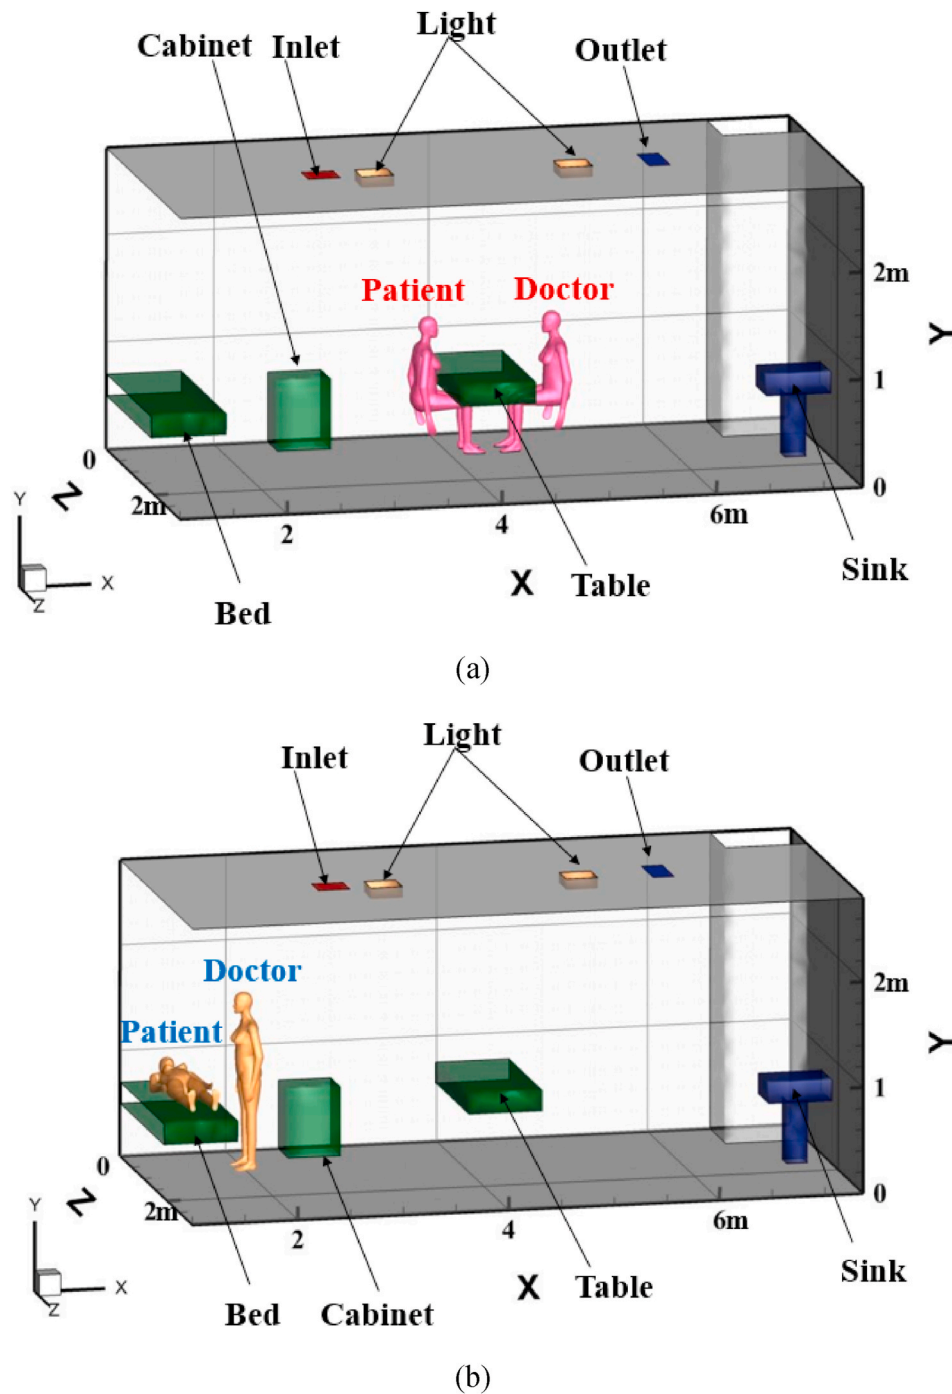 Light
Cabinet Inlet Outlet
Patient Doctor
2m
Y
1
0
0
Z
2m
2
4
6m
X
Table
Sink
Bed
Y
X
Z
(a)
Light
Inlet Outlet
Doctor
Patient
2m
Y
1
0
0
Z
2m
2
4
6m
X
Table
Sink
Bed
Cabinet
Y
X
Z
(b)